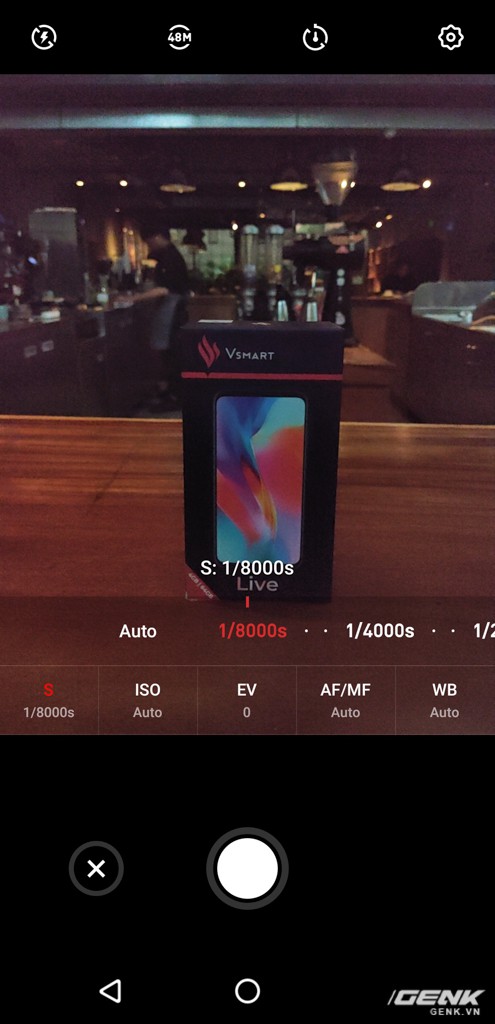 48M
VSMART
S: 1/8000s
Live
Auto 1/8000s · · 1/4000s · · 1/2
S ISO EV AF/MF WB
1/8000s Auto 0 Auto Auto
GENK
GENK.VN